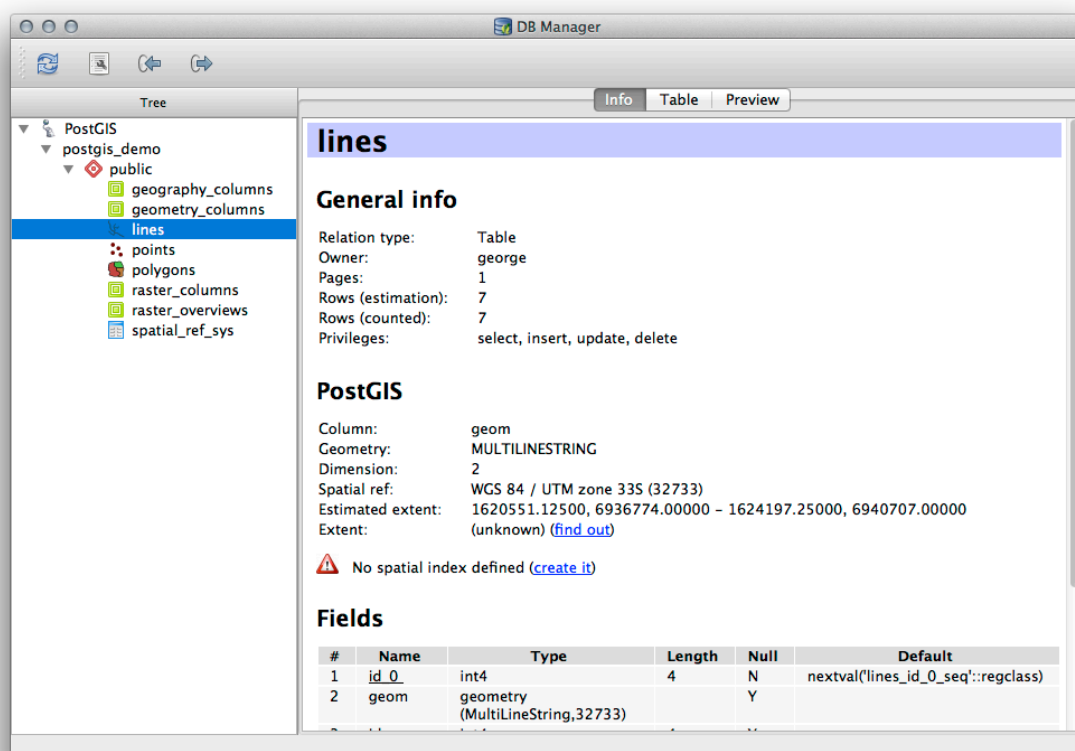 DB Manager
Tree
Info Table Preview
PostGIS
postgis_demo
public
geography_columns
geometry_columns
lines
points
polygons
raster_columns
raster_overviews
spatial_ref_sys
lines
General info
Relation type: Table
Owner: george
Pages: 1
Rows (estimation): 7
Rows (counted): 7
Privileges: select, insert, update, delete
PostGIS
Column: geom
Geometry: MULTILINESTRING
Dimension: 2
Spatial ref: WGS 84 / UTM zone 33S (32733)
Estimated extent: 1620551.12500, 6936774.00000 - 1624197.25000, 6940707.00000
Extent: (unknown) (find out)
No spatial index defined (create it)
Fields
# Name Type Length Null Default
1 id_0 int4 4 N nextval('lines_id_0_seq'::regclass)
2 geom geometry Y
(MultiLineString,32733)